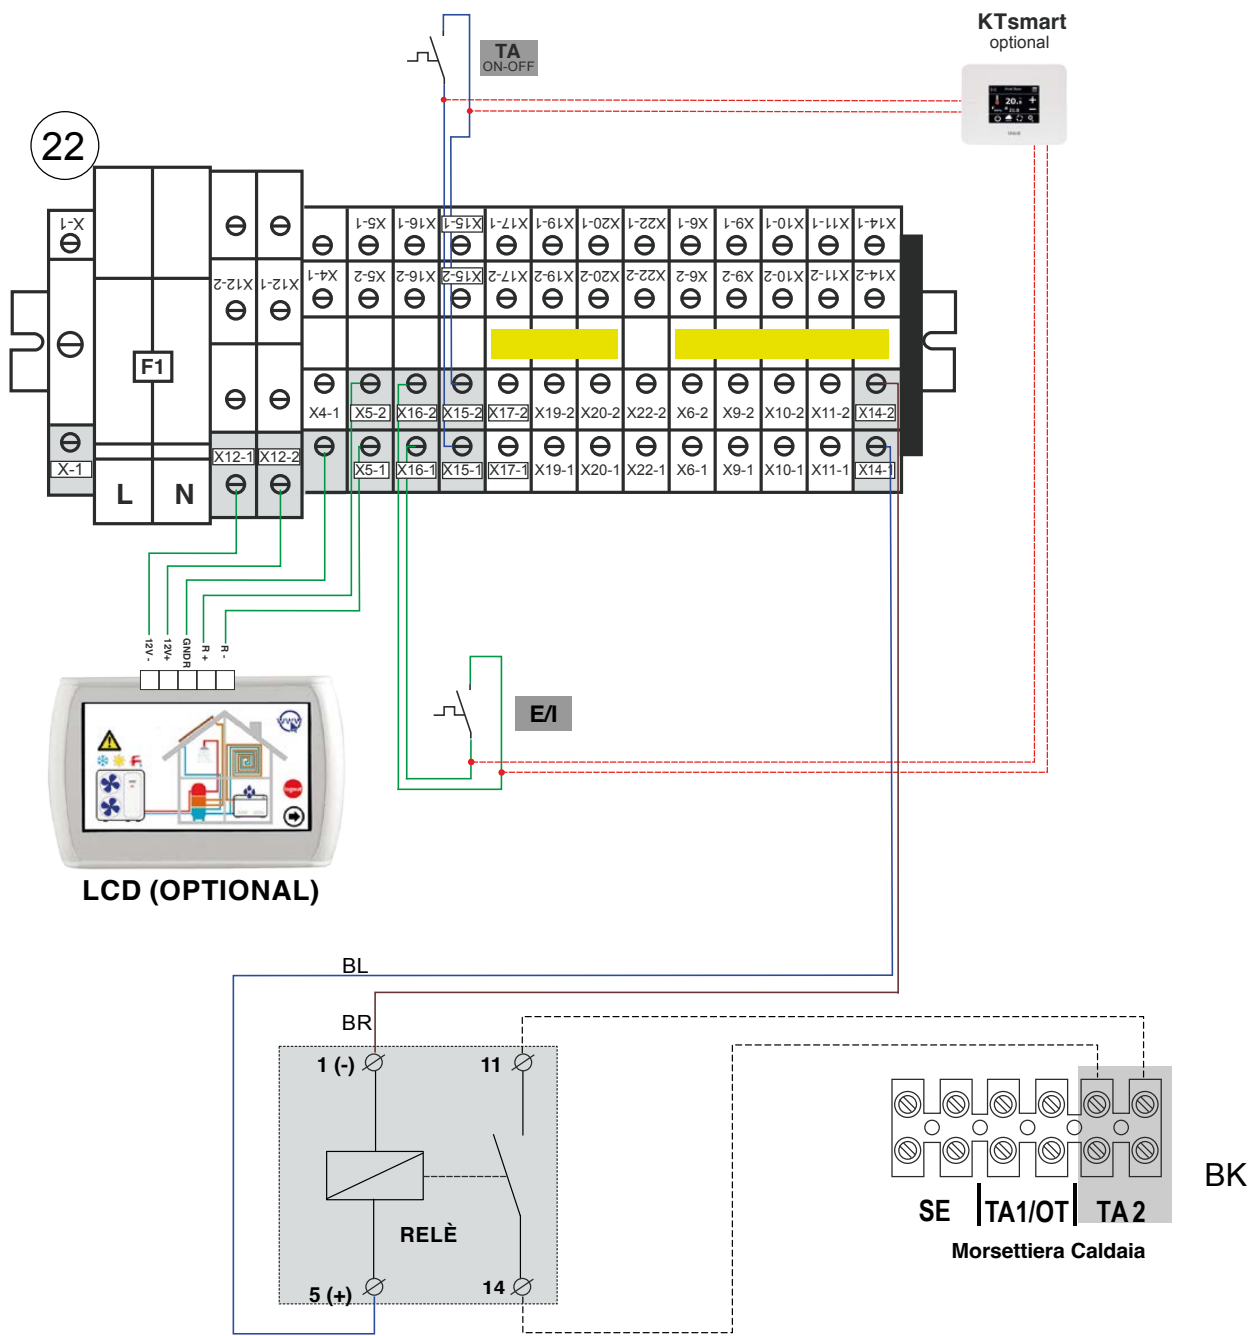 KTsmart
optional
TA
ON-OFF
22
X-1
X5-1 X16-1 X15-1 X17-1 X19-1 X20-1 X22-1 X6-1 X9-1 X10-1 X11-1 X14-1
X12-2 X12-1 X4-1 X5-2 X16-2 X15-2 X17-2 X19-2 X20-2 X22-2 X6-2 X9-2 X10-2 X11-2 X14-2
F1
X4-1 X5-2 X16-2 X15-2 X17-2 X19-2 X20-2 X22-2 X6-2 X9-2 X10-2 X11-2 X14-2
X-1 X12-1 X12-2 X5-1 X16-1 X15-1 X17-1 X19-1 X20-1 X22-1 X6-1 X9-1 X10-1 X11-1 X14-1
L N
12V -
12V+
GNDR
R +
R -
E/I
LCD (OPTIONAL)
BL
BR
1 (-)
11
RELÈ
5 (+)
14
SE TA1/OT TA 2
BK
Morsettiera Caldaia